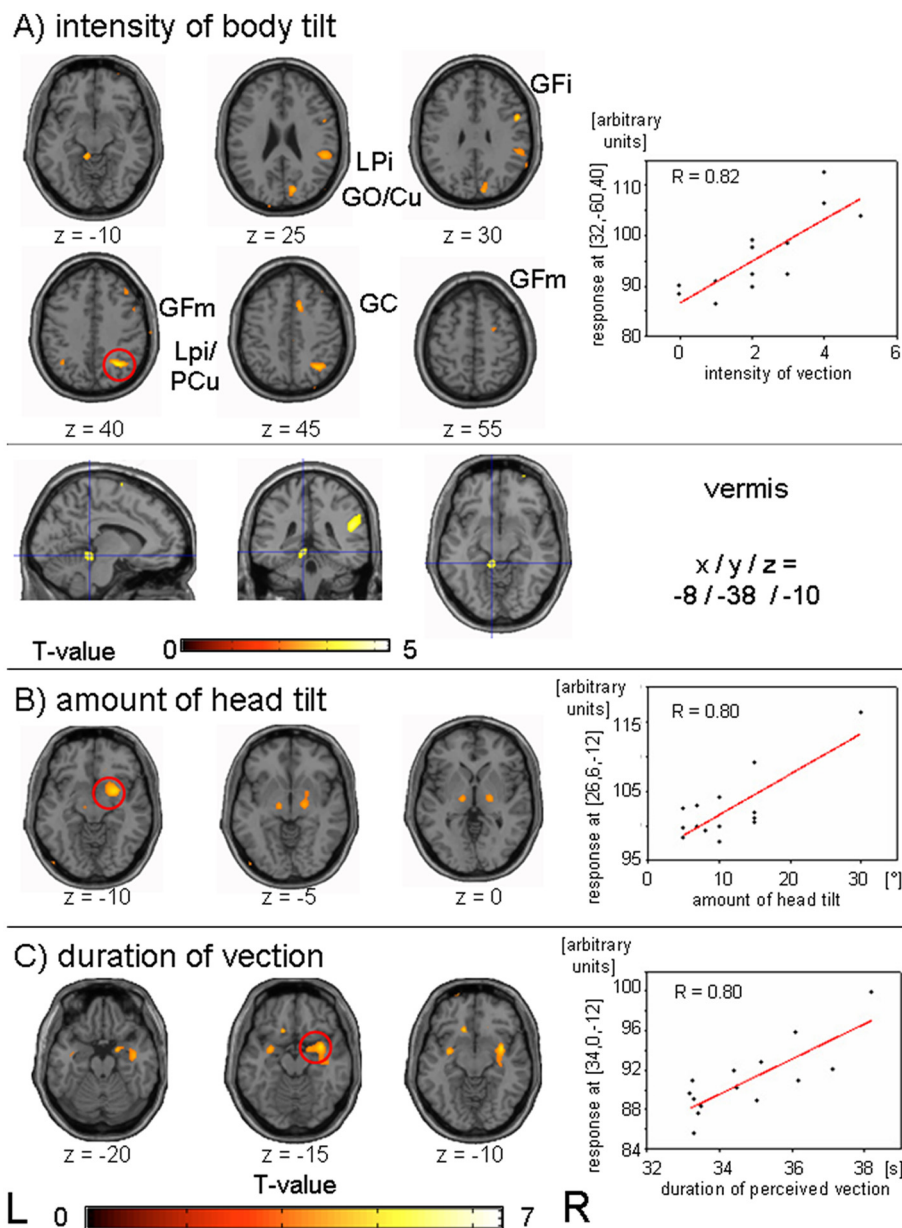 A) intensity of body tilt
GFi
LPi
GO/Cu
z = -10
z = 25
z = 30
GFm
Lpi/
PCu
GC
GFm
z = 40
z = 45
z = 55
[arbitrary
units]
R = 0.82
response at [32,-60,40]
115
110
100
90
80
0
2
4
6
intensity of vection
vermis
x / y / z =
-8 / -38 / -10
T-value
0
5
B) amount of head tilt
z = -10
z = -5
z = 0
[arbitrary
units]
R = 0.80
response at [26,6,-12]
115
105
95
0
10
20
30
[°]
amount of head tilt
C) duration of vection
z = -20
z = -15
z = -10
[arbitrary
units]
R = 0.80
response at [34,0,-12]
100
96
92
88
84
32
34
36
38
[s]
duration of perceived vection
T-value
L
0
7
R